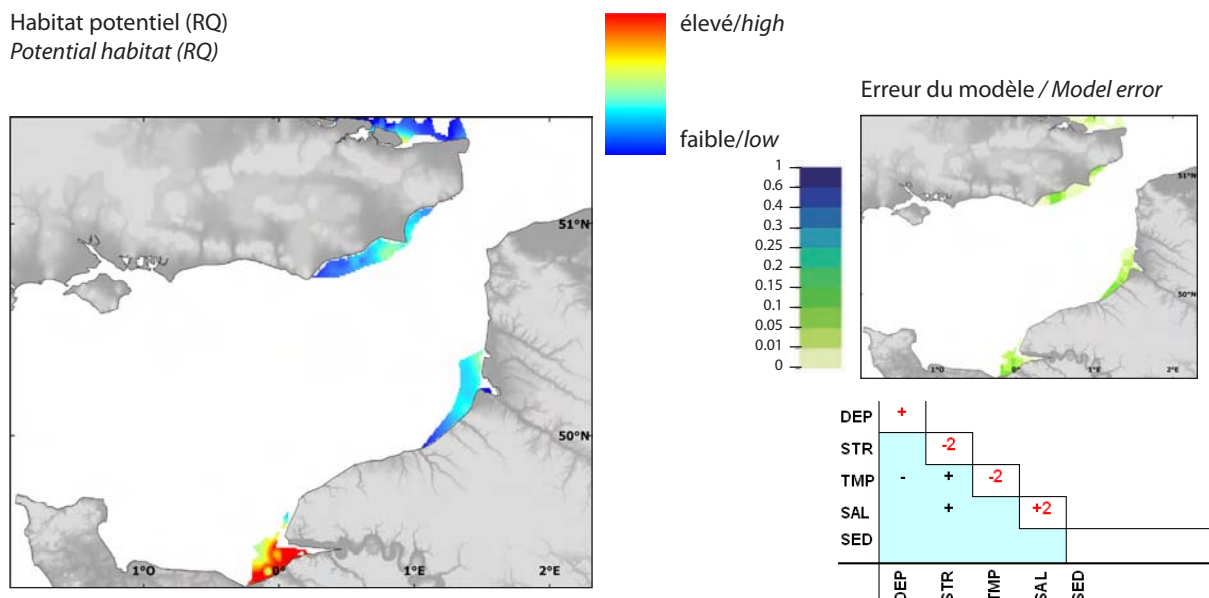 Habitat potentiel (RQ)
Potential habitat (RQ)
élevé/high
faible/low
Erreur du modèle / Model error
1
0.6
0.4
0.3
0.25
0.2
0.15
0.1
0.05
0.01
0
51°N
50°N
1°O
0°
1°E
2°E
51°N
50°N
1°O
0°
1°E
2°E
DEP +
STR -2
TMP - + -2
SAL + +2
SED
DEP STR TMP SAL SED